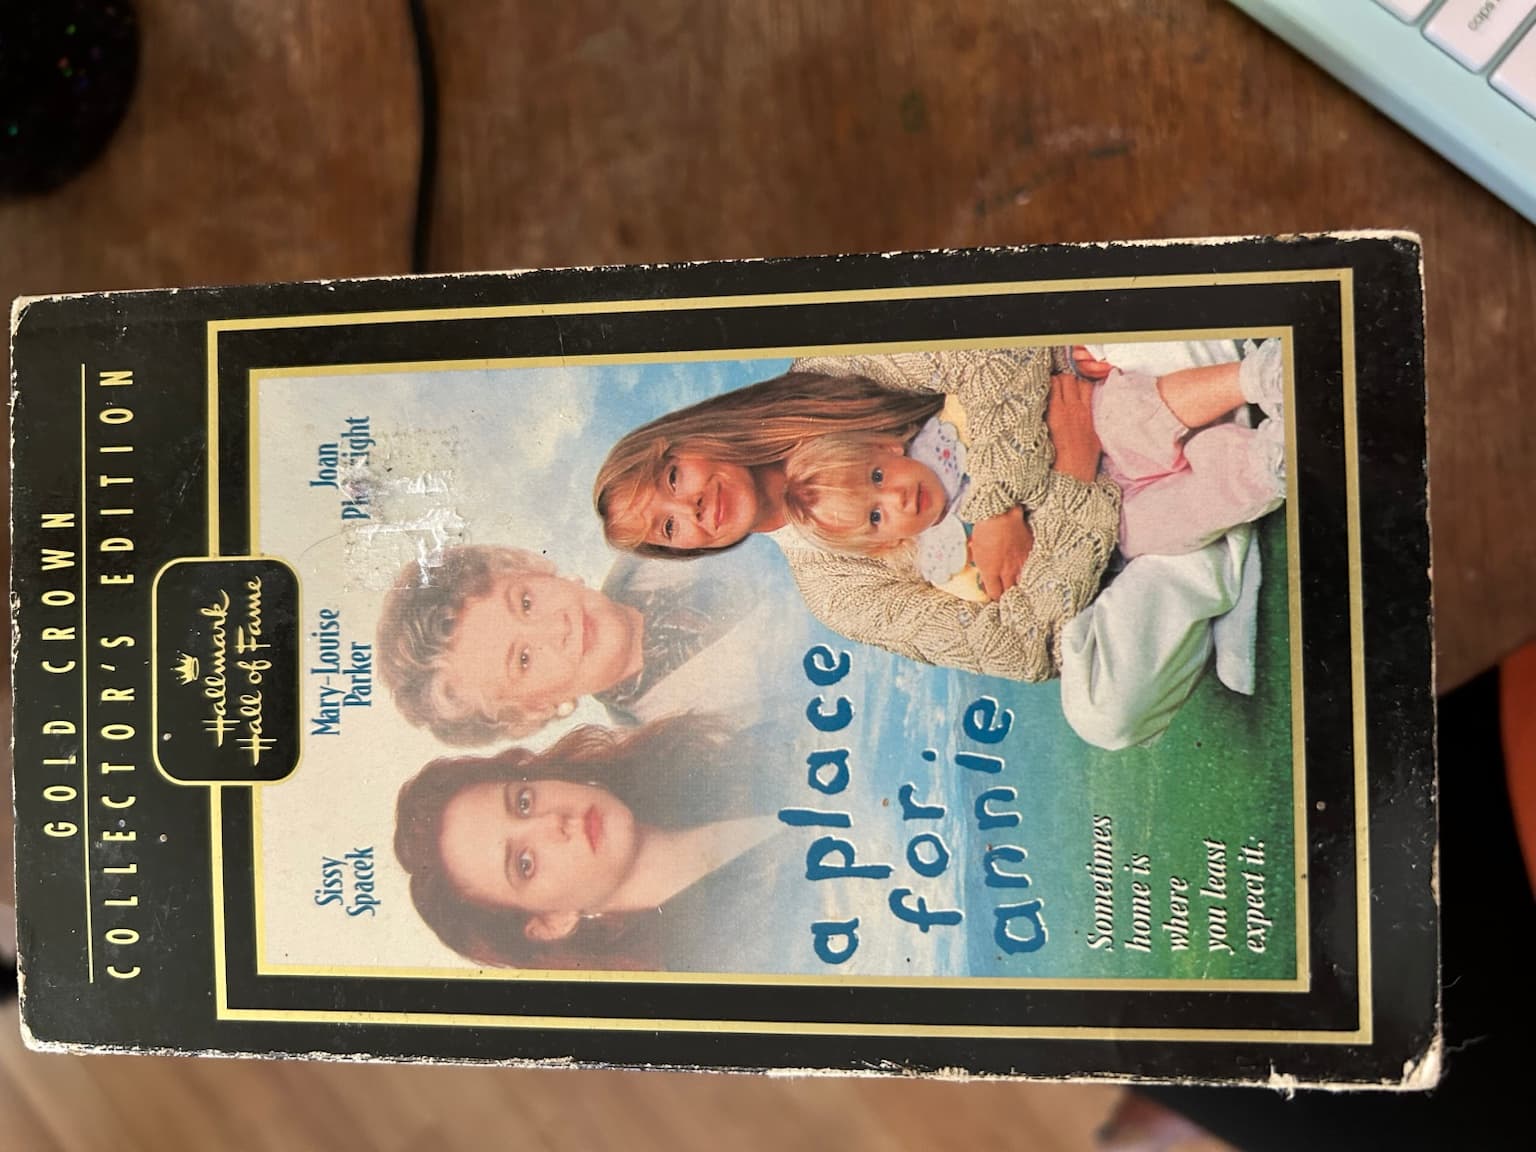 GOLD CROWN
COLLECTOR'S EDITION
Hallmark
Hall of Fame
Sissy
Spacek
Mary-Louise
Parker
Joan
a place
for
annie
Sometimes
home is
where
you least
expect it.
caps